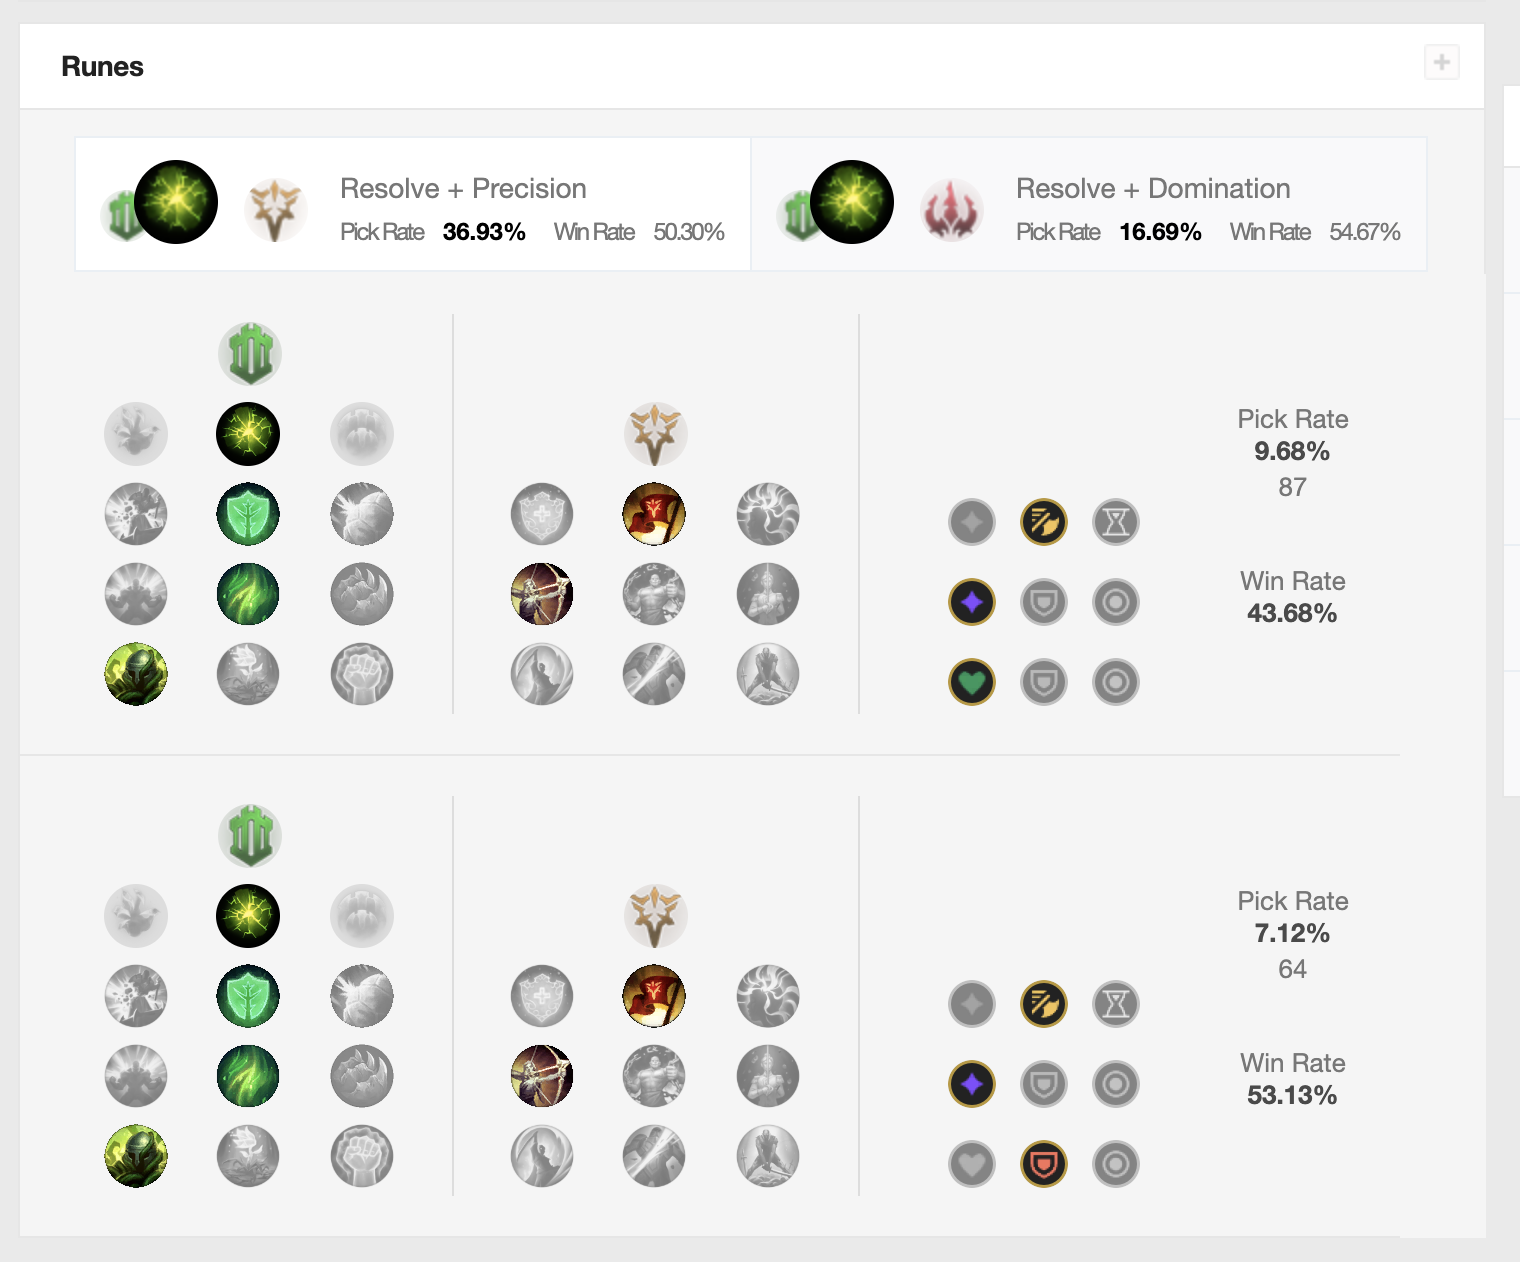 Runes
Resolve + Precision
Pick Rate 36.93% Win Rate 50.30%
Resolve + Domination
Pick Rate 16.69% Win Rate 54.67%
Pick Rate
9.68%
87
Win Rate
43.68%
Pick Rate
7.12%
64
Win Rate
53.13%